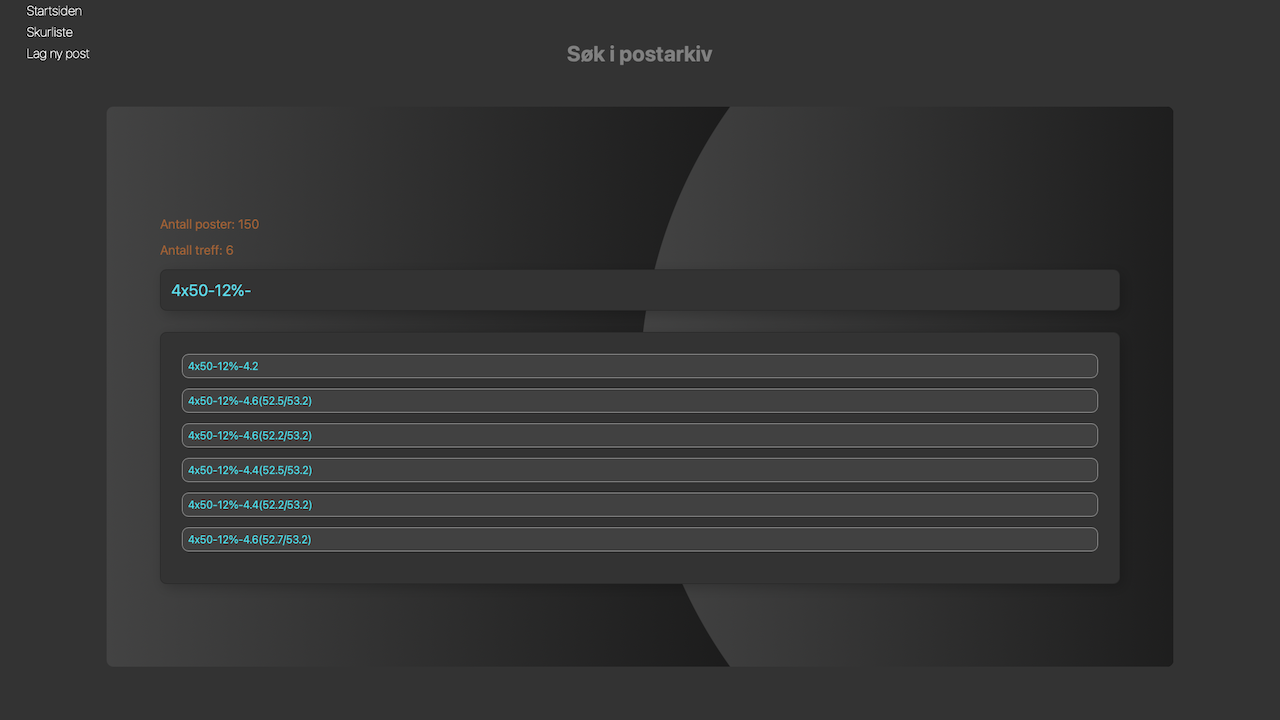 Startsiden
Skurliste
Lag ny post
Søk i postarkiv
Antall poster: 150
Antall treff: 6
4x50-12%-
4x50-12%-4.2
4x50-12%-4.6(52.5/53.2)
4x50-12%-4.6(52.2/53.2)
4x50-12%-4.4(52.5/53.2)
4x50-12%-4.4(52.2/53.2)
4x50-12%-4.6(52.7/53.2)